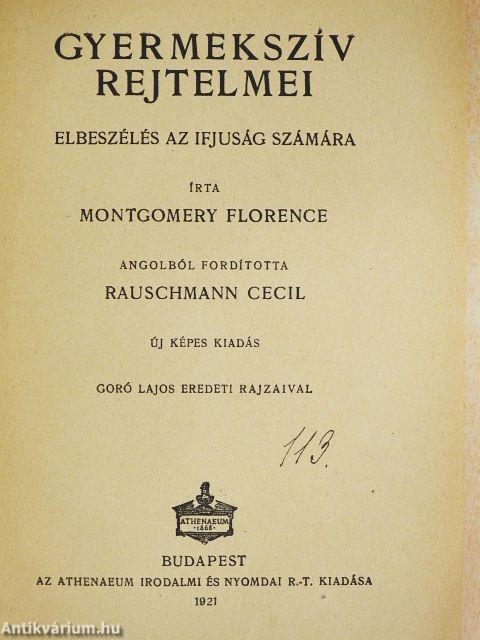 GYERMEKSZÍV
REJTELMEI
ELBESZÉLÉS AZ IFJUSÁG SZÁMÁRA
ÍRTA
MONTGOMERY FLORENCE
ANGOLBÓL FORDÍTOTTA
RAUSCHMANN CECIL
ÚJ KÉPES KIADÁS
GORÓ LAJOS EREDETI RAJZAIVAL
113.
ATHENAEUM
1868
BUDAPEST
AZ ATHENAEUM IRODALMI ÉS NYOMDAI R.-T. KIADÁSA
1921
Antikvárium.hu